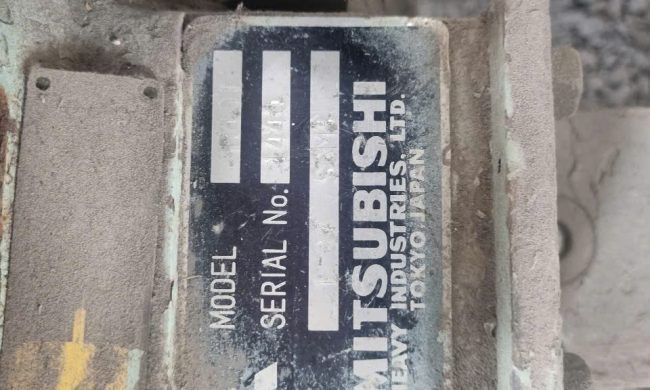 MODEL
SERIAL No.
MITSUBISHI
HEAVY INDUSTRIES, LTD.
TOKYO JAPAN